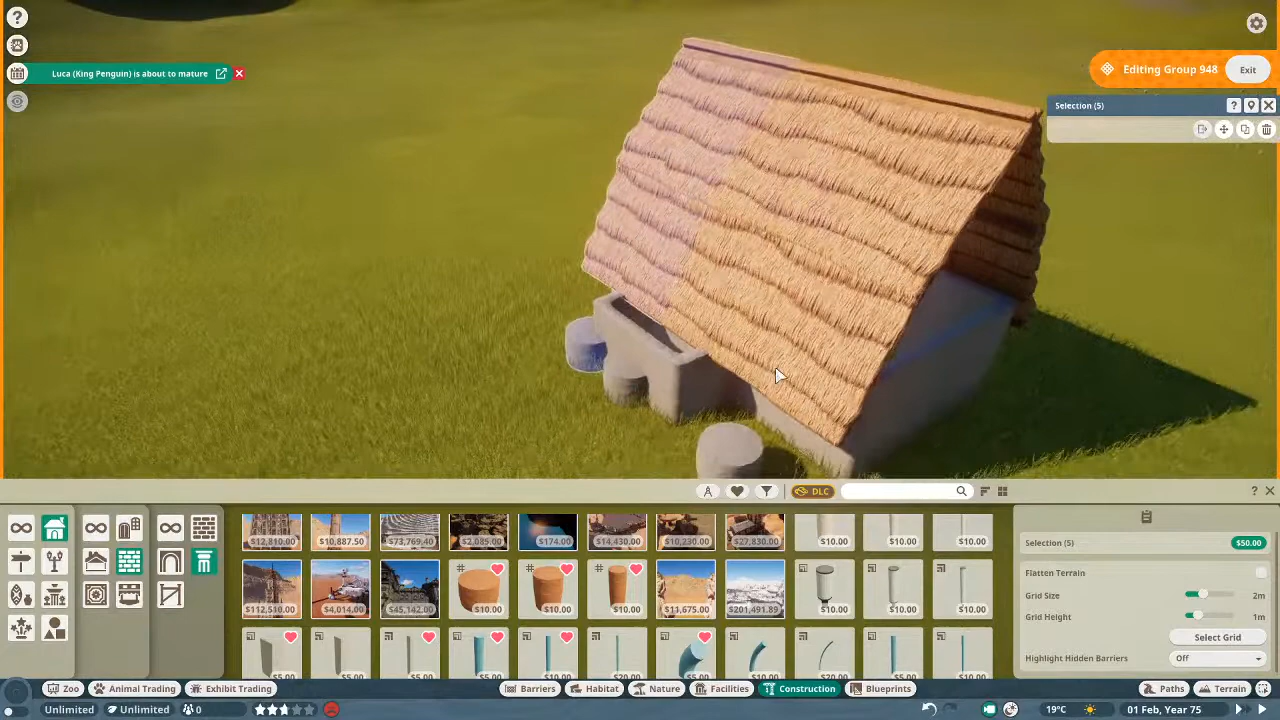 Luca (King Penguin) is about to mature
Editing Group 948
Exit
Selection (5)
DLC
$12,810.00
$10,887.50
$73,769.40
$2,085.00
$174.00
$14,430.00
$10,230.00
$27,830.00
$10.00
$10.00
$10.00
$112,510.00
$4,014.00
$45,142.00
$10.00
$10.00
$10.00
$11,675.00
$201,491.89
$10.00
$10.00
$10.00
Selection (5)
$50.00
Flatten Terrain
Grid Size
2m
Grid Height
1m
Select Grid
Highlight Hidden Barriers
Off
Zoo
Animal Trading
Exhibit Trading
Barriers
Habitat
Nature
Facilities
Construction
Blueprints
Paths
Terrain
Unlimited
Unlimited
0
19°C
01 Feb, Year 75